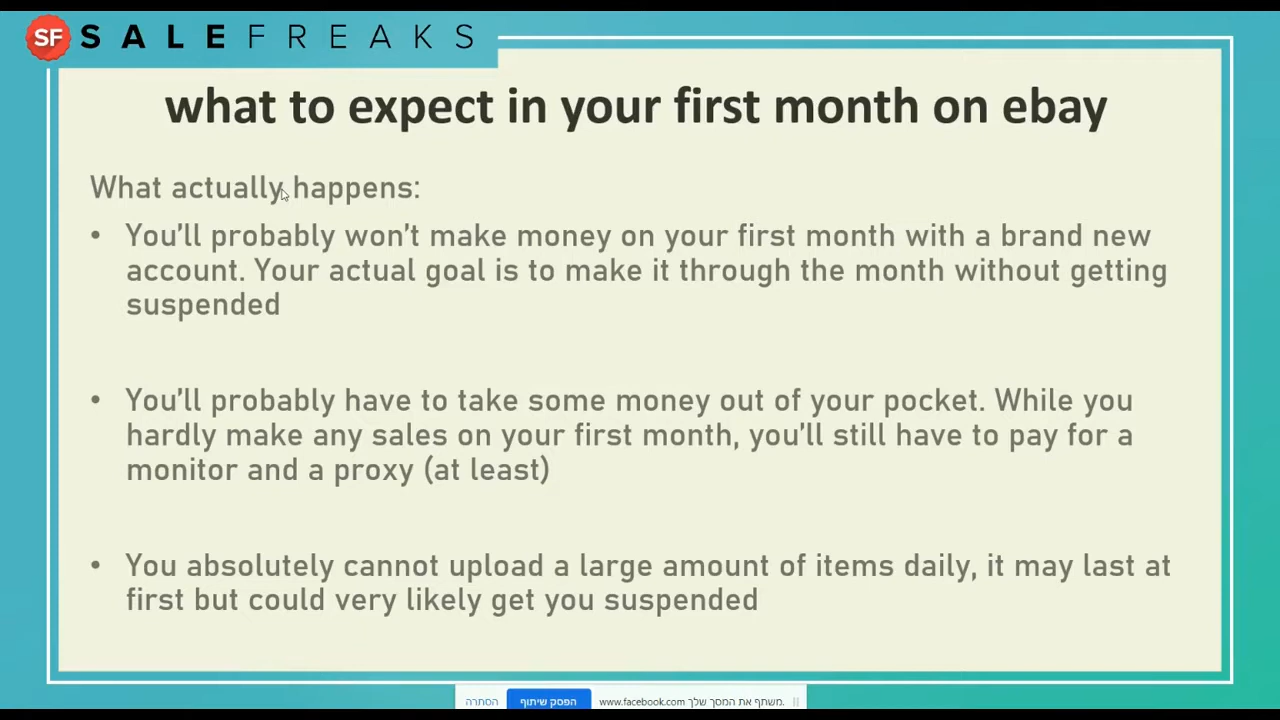 SF SALEFREAKS
what to expect in your first month on ebay
What actually happens:
• You'll probably won't make money on your first month with a brand new
account. Your actual goal is to make it through the month without getting
suspended
• You'll probably have to take some money out of your pocket. While you
hardly make any sales on your first month, you'll still have to pay for a
monitor and a proxy (at least)
• You absolutely cannot upload a large amount of items daily, it may last at
first but could very likely get you suspended
משתף את המסך שלך www.facebook.com. הפסק שיתוף הסתרה